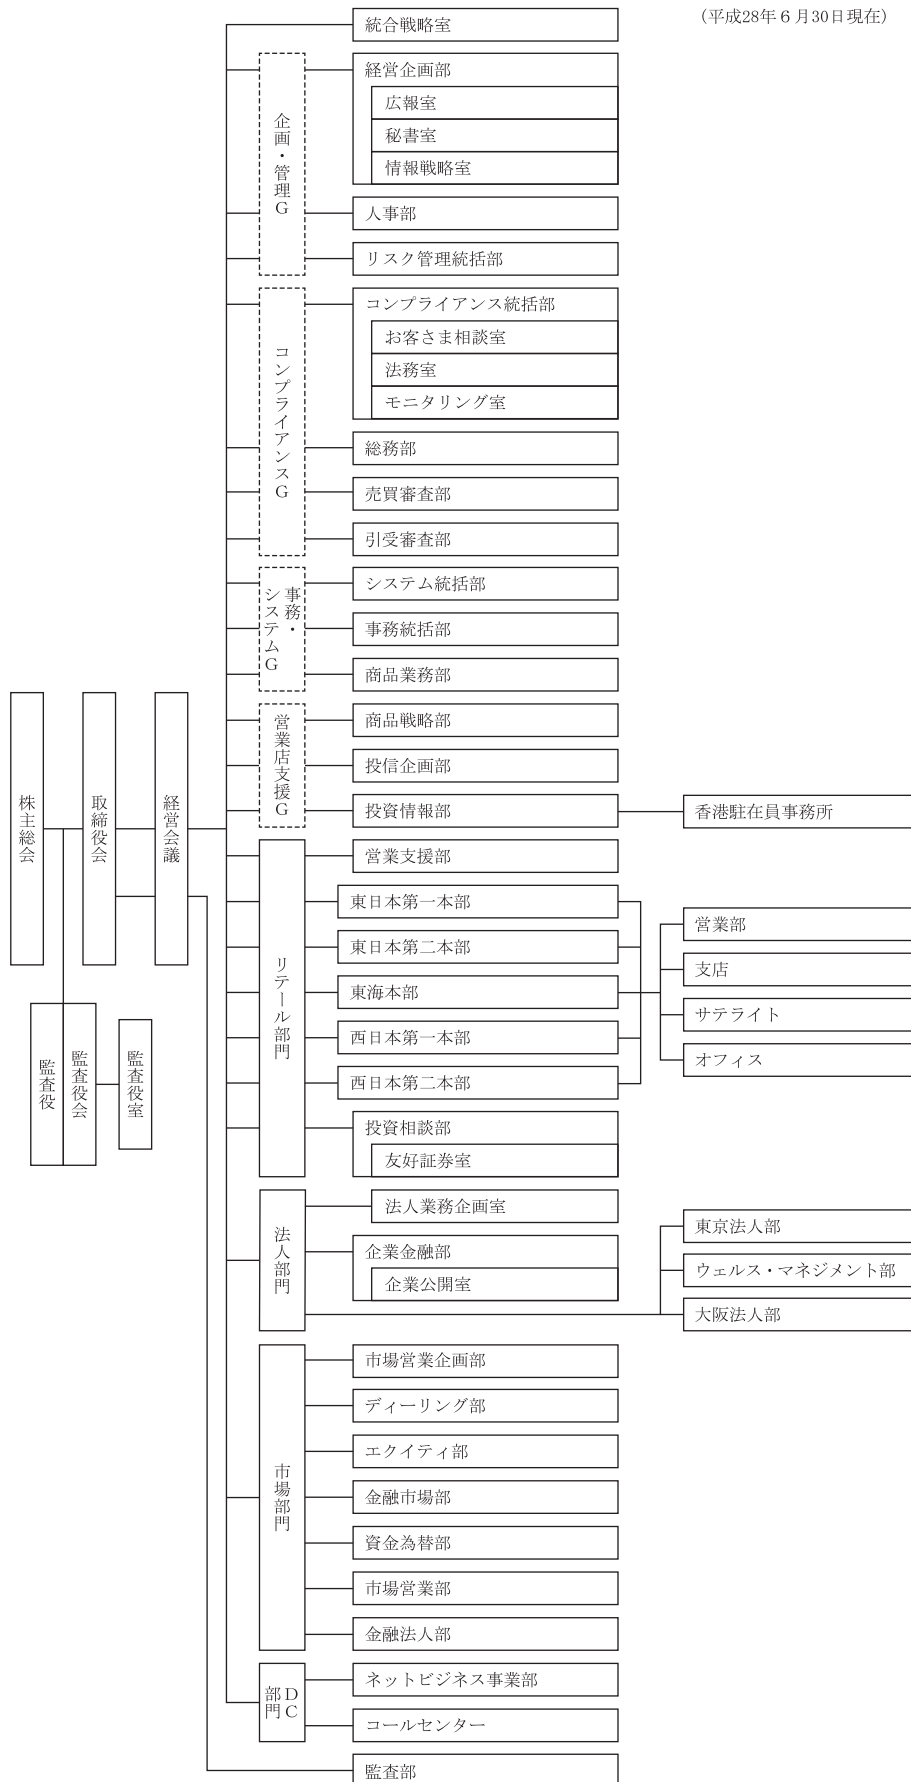 (平成28年６月30日現在)
株主総会
取締役会
経営会議
監査役
監査役会
監査役室
統合戦略室
企画・管理G
経営企画部
広報室
秘書室
情報戦略室
人事部
リスク管理統括部
コンプライアンスG
コンプライアンス統括部
お客さま相談室
法務室
モニタリング室
総務部
売買審査部
引受審査部
事務・
システムG
システム統括部
事務統括部
商品業務部
営業店支援G
商品戦略部
投信企画部
投資情報部
香港駐在員事務所
リテール部門
営業支援部
東日本第一本部
東日本第二本部
東海本部
西日本第一本部
西日本第二本部
営業部
支店
サテライト
オフィス
投資相談部
友好証券室
法人部門
法人業務企画室
企業金融部
企業公開室
東京法人部
ウェルス・マネジメント部
大阪法人部
市場部門
市場営業企画部
ディーリング部
エクイティ部
金融市場部
資金為替部
市場営業部
金融法人部
DC
部門
ネットビジネス事業部
コールセンター
監査部